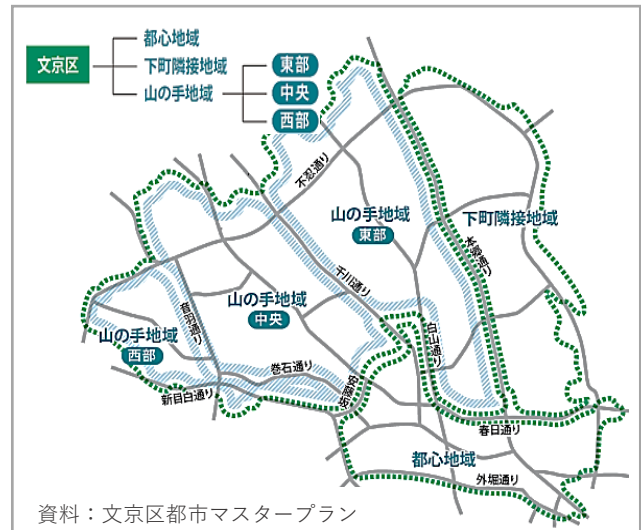 文京区
都心地域
下町隣接地域
山の手地域
東部
中央
西部
不忍通り
山の手地域
東部
下町隣接地域
本郷通り
千川通り
山の手地域
中央
音羽通り
白山通り
山の手地域
西部
巻石通り
安藤坂
新目白通り
春日通り
都心地域
外堀通り
資料：文京区都市マスタープラン